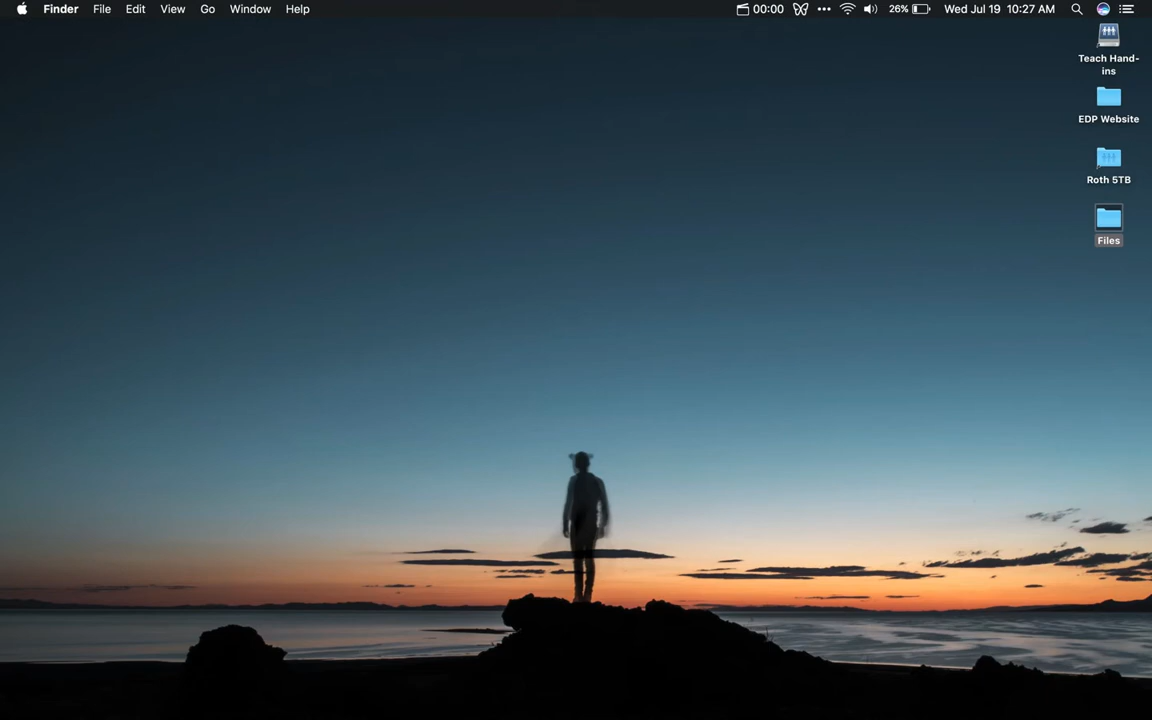 Finder File Edit View Go Window Help 00:00 26% Wed Jul 19 10:27 AM
Teach Hand-
ins
EDP Website
Roth 5TB
Files